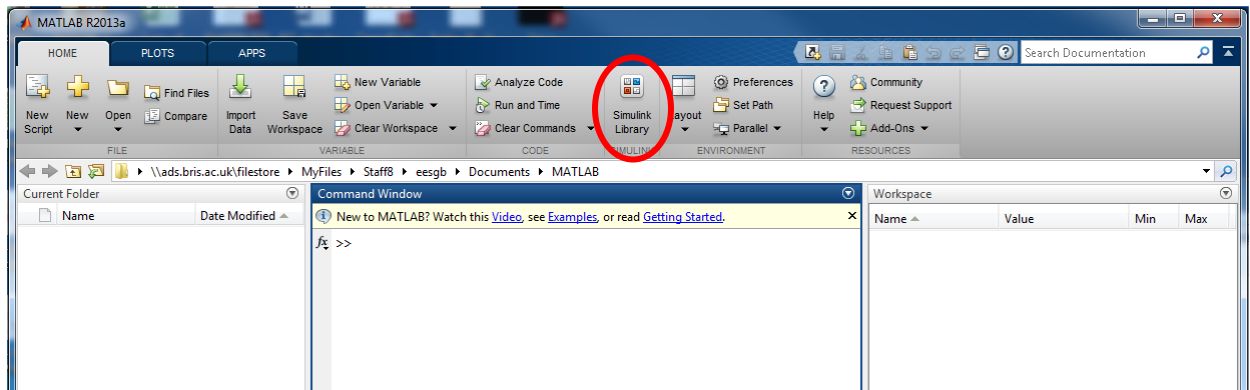 MATLAB R2013a
HOME PLOTS APPS Search Documentation
New Script New Open Find Files Compare Import Data Save Workspace New Variable Open Variable Clear Workspace Analyze Code Run and Time Clear Commands Simulink Library Layout Preferences Set Path Parallel Help Community Request Support Add-Ons
FILE VARIABLE CODE SIMULINK ENVIRONMENT RESOURCES
\\ads.bris.ac.uk\filestore MyFiles Staff8 eesgb Documents MATLAB
Current Folder Command Window Workspace
Name Date Modified New to MATLAB? Watch this Video, see Examples, or read Getting Started. Name Value Min Max
fx >>